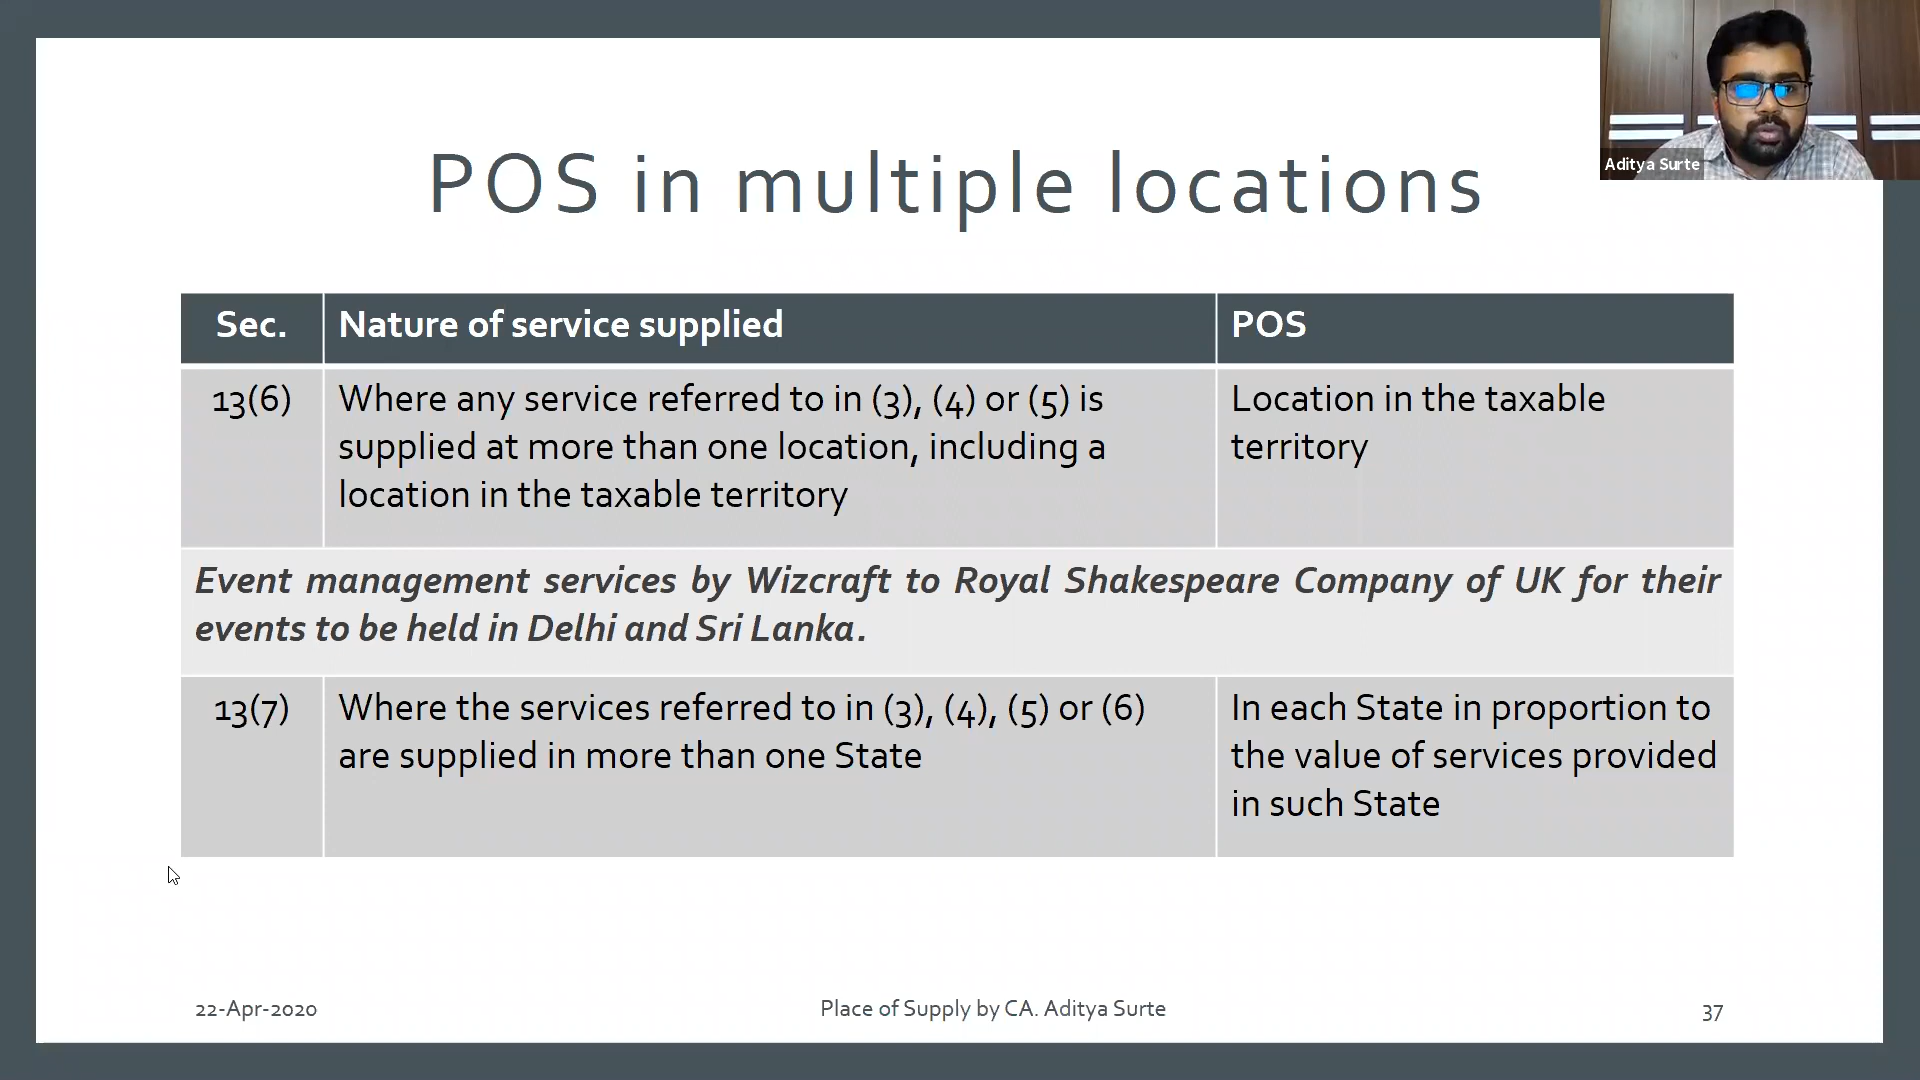 Aditya Surte
POS in multiple locations
Sec. Nature of service supplied POS
13(6) Where any service referred to in (3), (4) or (5) is Location in the taxable
supplied at more than one location, including a territory
location in the taxable territory
Event management services by Wizcraft to Royal Shakespeare Company of UK for their
events to be held in Delhi and Sri Lanka.
13(7) Where the services referred to in (3), (4), (5) or (6) In each State in proportion to
are supplied in more than one State the value of services provided
in such State
22-Apr-2020 Place of Supply by CA. Aditya Surte 37